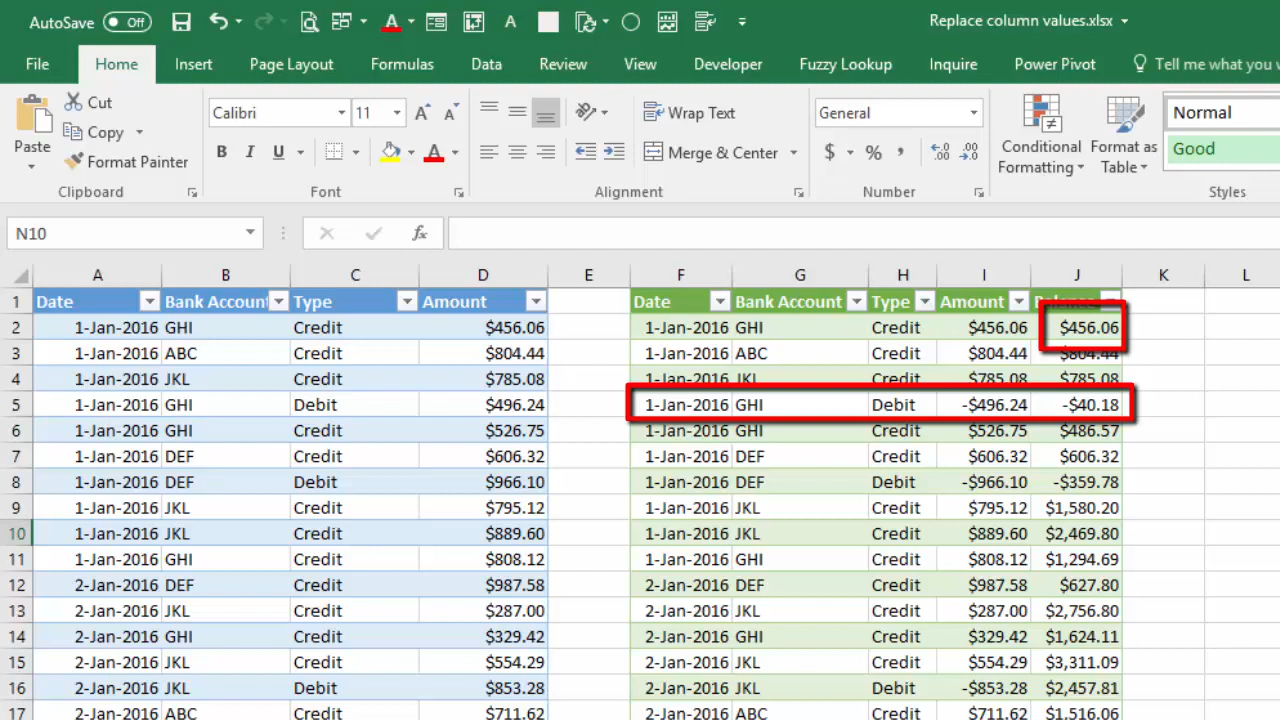 AutoSave Off Replace column values.xlsx
File Home Insert Page Layout Formulas Data Review View Developer Fuzzy Lookup Inquire Power Pivot Tell me what you
Paste Cut Copy Format Painter
Calibri 11 A A
B I U A
Wrap Text
Merge & Center
General
$ % , .00 .00
Conditional Formatting Format as Table
Normal
Good
Clipboard Font Alignment Number Styles
N10 fx
A B C D E F G H I J K L
1 Date Bank Account Type Amount Date Bank Account Type Amount
2 1-Jan-2016 GHI Credit $456.06 1-Jan-2016 GHI Credit $456.06 $456.06
3 1-Jan-2016 ABC Credit $804.44 1-Jan-2016 ABC Credit $804.44 $804.44
4 1-Jan-2016 JKL Credit $785.08 1-Jan-2016 JKL Credit $785.08 $785.08
5 1-Jan-2016 GHI Debit $496.24 1-Jan-2016 GHI Debit -$496.24 -$40.18
6 1-Jan-2016 GHI Credit $526.75 1-Jan-2016 GHI Credit $526.75 $486.57
7 1-Jan-2016 DEF Credit $606.32 1-Jan-2016 DEF Credit $606.32 $606.32
8 1-Jan-2016 DEF Debit $966.10 1-Jan-2016 DEF Debit -$966.10 -$359.78
9 1-Jan-2016 JKL Credit $795.12 1-Jan-2016 JKL Credit $795.12 $1,580.20
10 1-Jan-2016 JKL Credit $889.60 1-Jan-2016 JKL Credit $889.60 $2,469.80
11 1-Jan-2016 GHI Credit $808.12 1-Jan-2016 GHI Credit $808.12 $1,294.69
12 2-Jan-2016 DEF Credit $987.58 2-Jan-2016 DEF Credit $987.58 $627.80
13 2-Jan-2016 JKL Credit $287.00 2-Jan-2016 JKL Credit $287.00 $2,756.80
14 2-Jan-2016 GHI Credit $329.42 2-Jan-2016 GHI Credit $329.42 $1,624.11
15 2-Jan-2016 JKL Credit $554.29 2-Jan-2016 JKL Credit $554.29 $3,311.09
16 2-Jan-2016 JKL Debit $853.28 2-Jan-2016 JKL Debit -$853.28 $2,457.81
17 2-Jan-2016 ABC Credit $711.62 2-Jan-2016 ABC Credit $711.62 $1,516.06